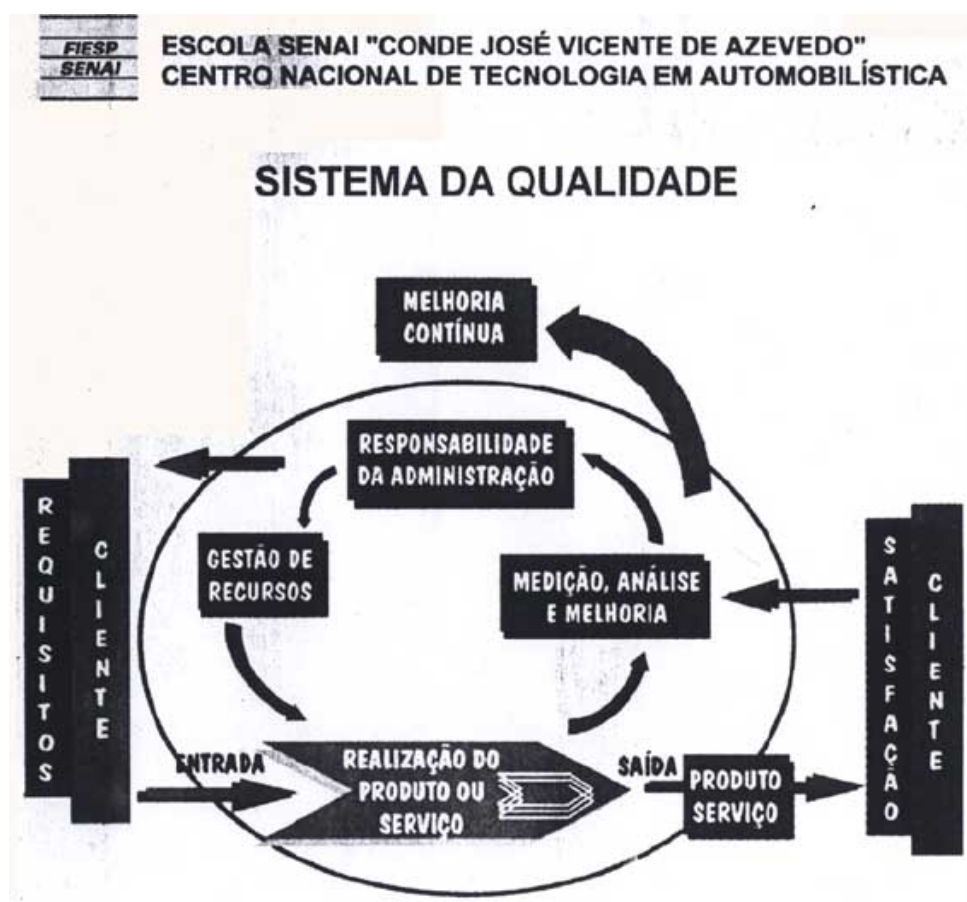 FIESP
SENAI
ESCOLA SENAI "CONDE JOSÉ VICENTE DE AZEVEDO"
CENTRO NACIONAL DE TECNOLOGIA EM AUTOMOBILÍSTICA
SISTEMA DA QUALIDADE
MELHORIA
CONTÍNUA
RESPONSABILIDADE
DA ADMINISTRAÇÃO
REQUISITOS
CLIENTE
GESTÃO DE
RECURSOS
MEDIÇÃO, ANÁLISE
E MELHORIA
SATISFAÇÃO
CLIENTE
ENTRADA
REALIZAÇÃO DO
PRODUTO OU
SERVIÇO
SAÍDA
PRODUTO
SERVIÇO